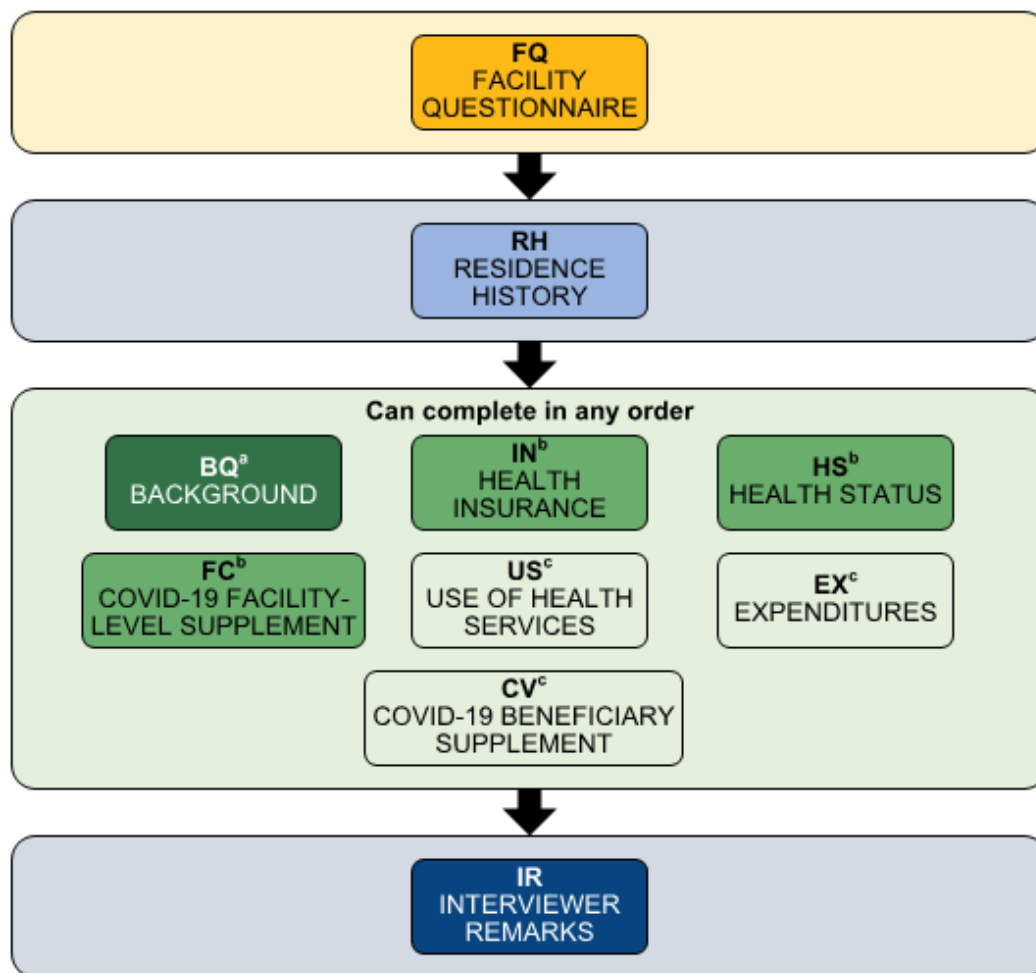 FQ
FACILITY
QUESTIONNAIRE
RH
RESIDENCE
HISTORY
Can complete in any order
BQᵃ
BACKGROUND
INᵇ
HEALTH
INSURANCE
HSᵇ
HEALTH STATUS
FCᵇ
COVID-19 FACILITY-
LEVEL SUPPLEMENT
USᶜ
USE OF HEALTH
SERVICES
EXᶜ
EXPENDITURES
CVᶜ
COVID-19 BENEFICIARY
SUPPLEMENT
IR
INTERVIEWER
REMARKS